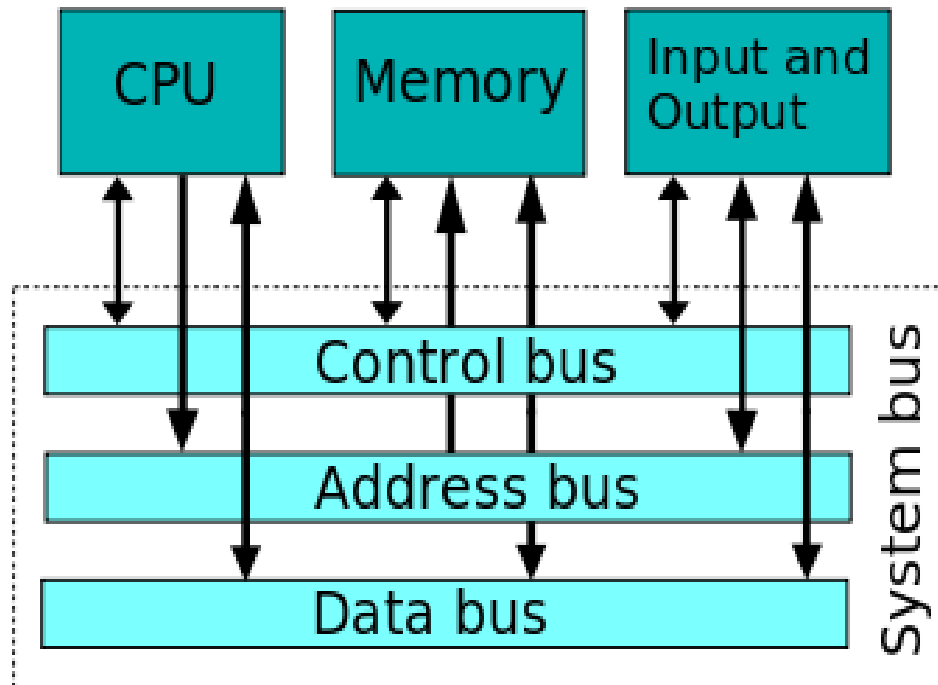 CPU
Memory
Input and
Output
Control bus
Address bus
Data bus
System bus